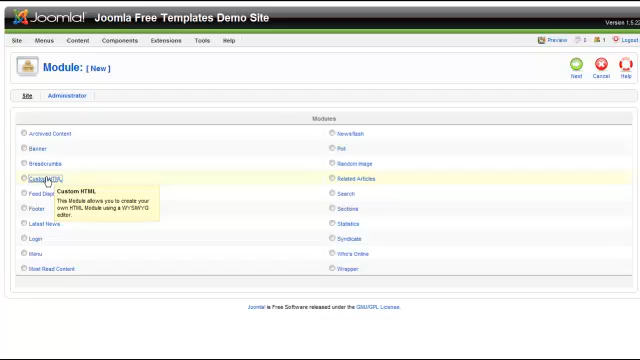 Joomla! Joomla Free Templates Demo Site
Version 1.5.22
Site Menus Content Components Extensions Tools Help Preview 1 Logout
Module: [ New ] Next Cancel Help
Site Administrator
Modules
Archived Content Newsflash
Banner Poll
Breadcrumbs Random Image
Custom HTML Related Articles
Feed Disp Search
Custom HTML
This Module allows you to create your
own HTML Module using a WYSIWYG
editor.
Footer Sections
Latest News Statistics
Login Syndicate
Menu Who's Online
Most Read Content Wrapper
Joomla! is Free Software released under the GNU/GPL License.